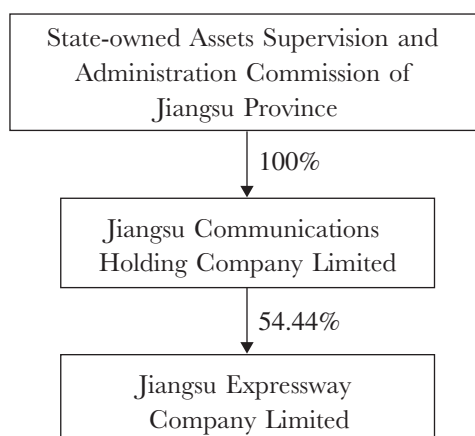 State-owned Assets Supervision and
Administration Commission of
Jiangsu Province
100%
Jiangsu Communications
Holding Company Limited
54.44%
Jiangsu Expressway
Company Limited